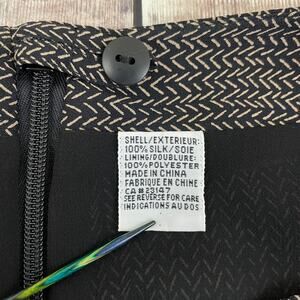 SHELL/EXTERIEUR:
100% SILK/SOIE
LINING/DOUBLURE:
100% POLYESTER
MADE IN CHINA
FABRIQUE EN CHINE
CA#23147
SEE REVERSE FOR CARE
INDICATIONS AU DOS